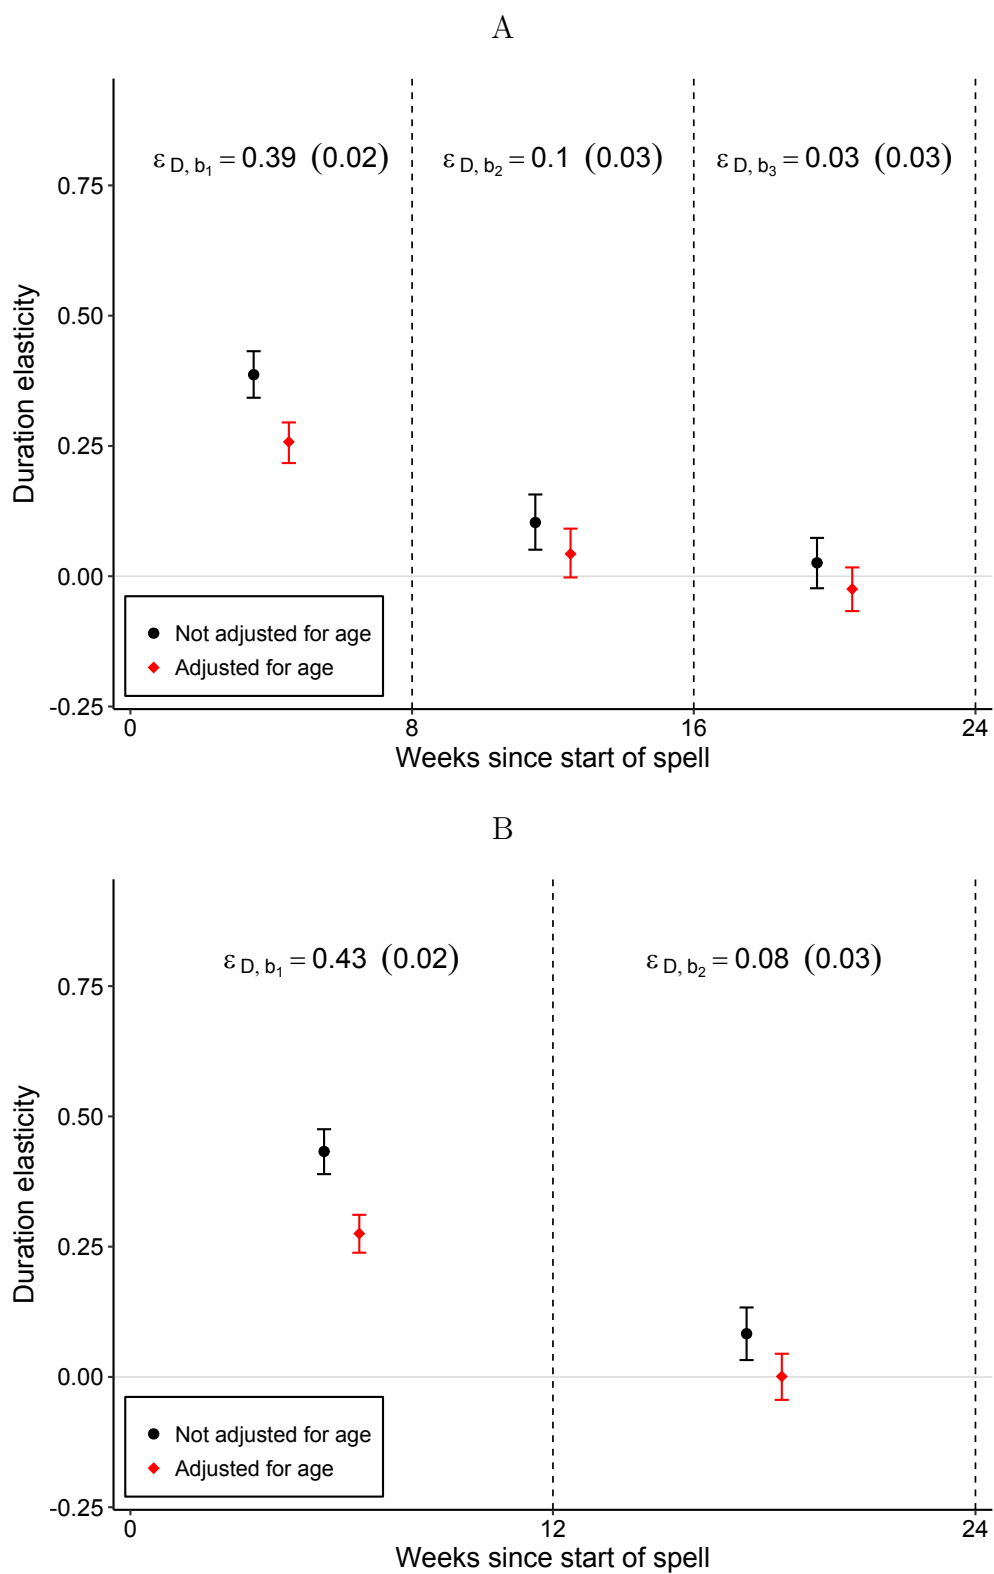 A
ε D, b₁ = 0.39 (0.02) ε D, b₂ = 0.1 (0.03) ε D, b₃ = 0.03 (0.03)
0.75
0.50
0.25
0.00
-0.25
Duration elasticity
Not adjusted for age
Adjusted for age
0 8 16 24
Weeks since start of spell
B
ε D, b₁ = 0.43 (0.02) ε D, b₂ = 0.08 (0.03)
0.75
0.50
0.25
0.00
-0.25
Duration elasticity
Not adjusted for age
Adjusted for age
0 12 24
Weeks since start of spell